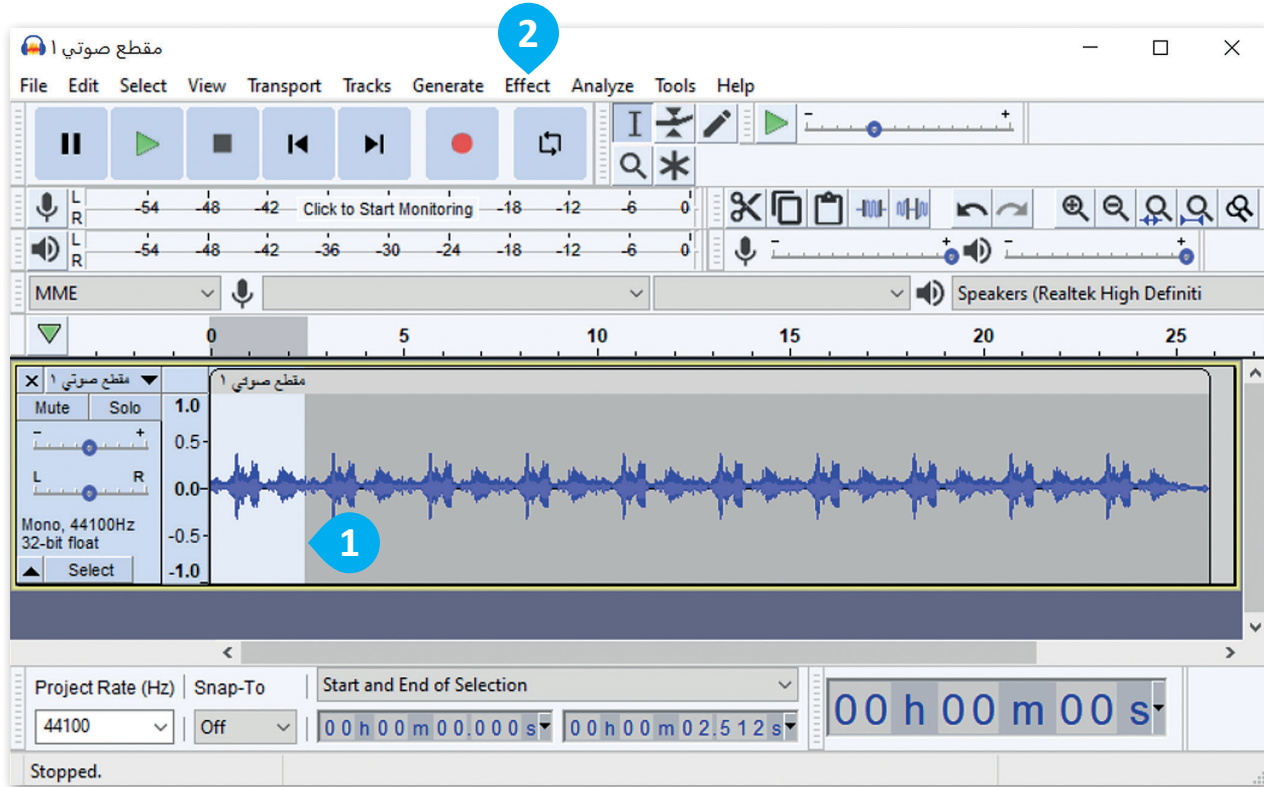 2
مقطع صوتي ١
File Edit Select View Transport Tracks Generate Effect Analyze Tools Help
- +
L R -54 -48 -42 Click to Start Monitoring -18 -12 -6 0
L R -54 -48 -42 -36 -30 -24 -18 -12 -6 0 - + - +
MME Speakers (Realtek High Definiti
0 5 10 15 20 25
مقطع صوتي ١ مقطع صوتي ١
Mute Solo 1.0
- + 0.5
L R 0.0
Mono, 44100Hz
32-bit float -0.5
1
Select -1.0
Project Rate (Hz) Snap-To Start and End of Selection
44100 Off 00h00m00.000s 00h00m02.512s 00h00m00s
Stopped.